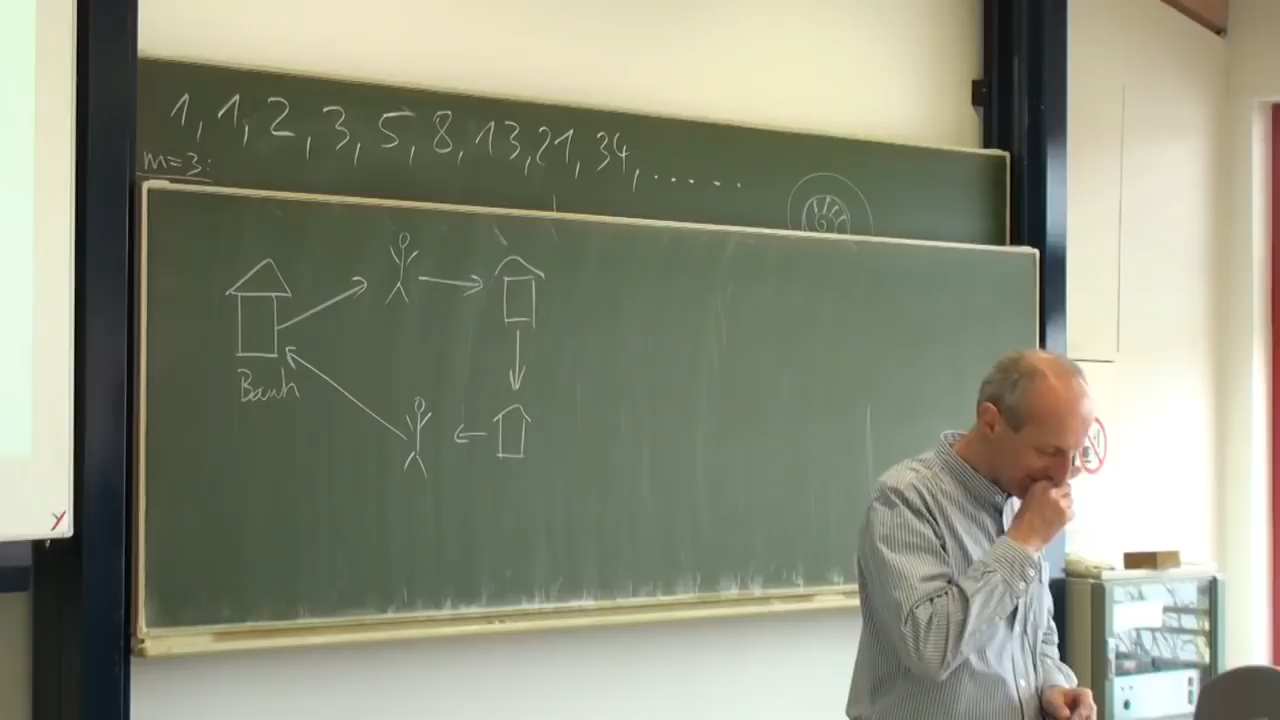 1, 1, 2, 3, 5, 8, 13, 21, 34, .....
m=3:
Bank
y